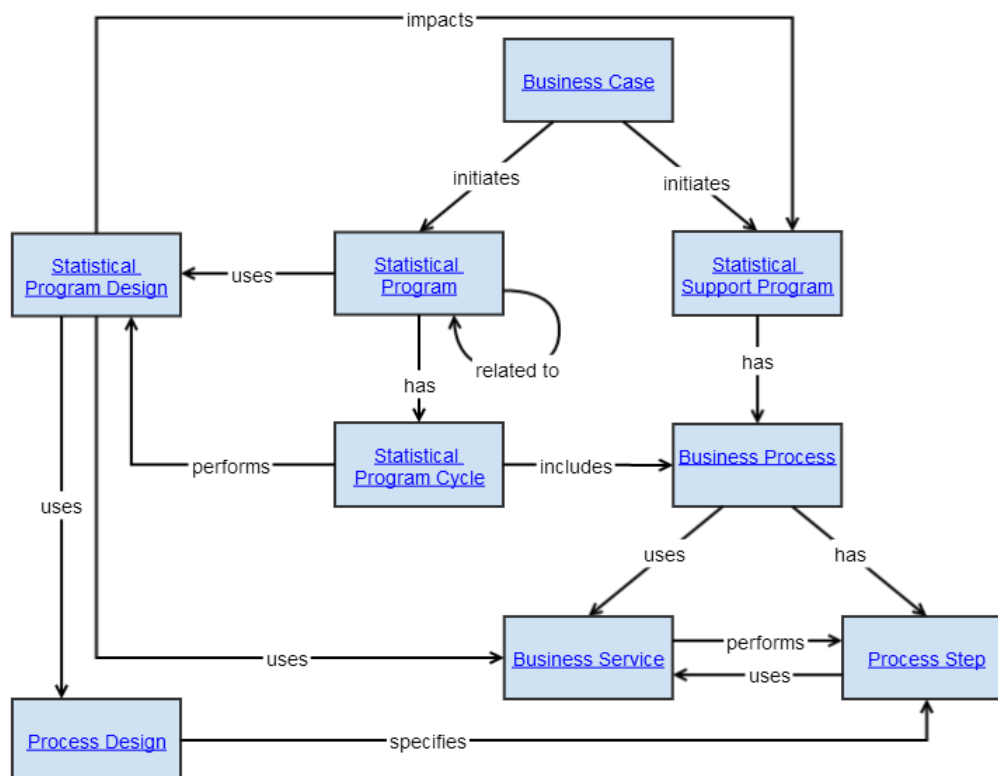 impacts
Business Case
initiates
initiates
Statistical
Program Design
uses
Statistical
Program
Statistical
Support Program
related to
has
has
performs
Statistical
Program Cycle
includes
Business Process
uses
uses
has
uses
Business Service
performs
uses
Process Step
Process Design
specifies